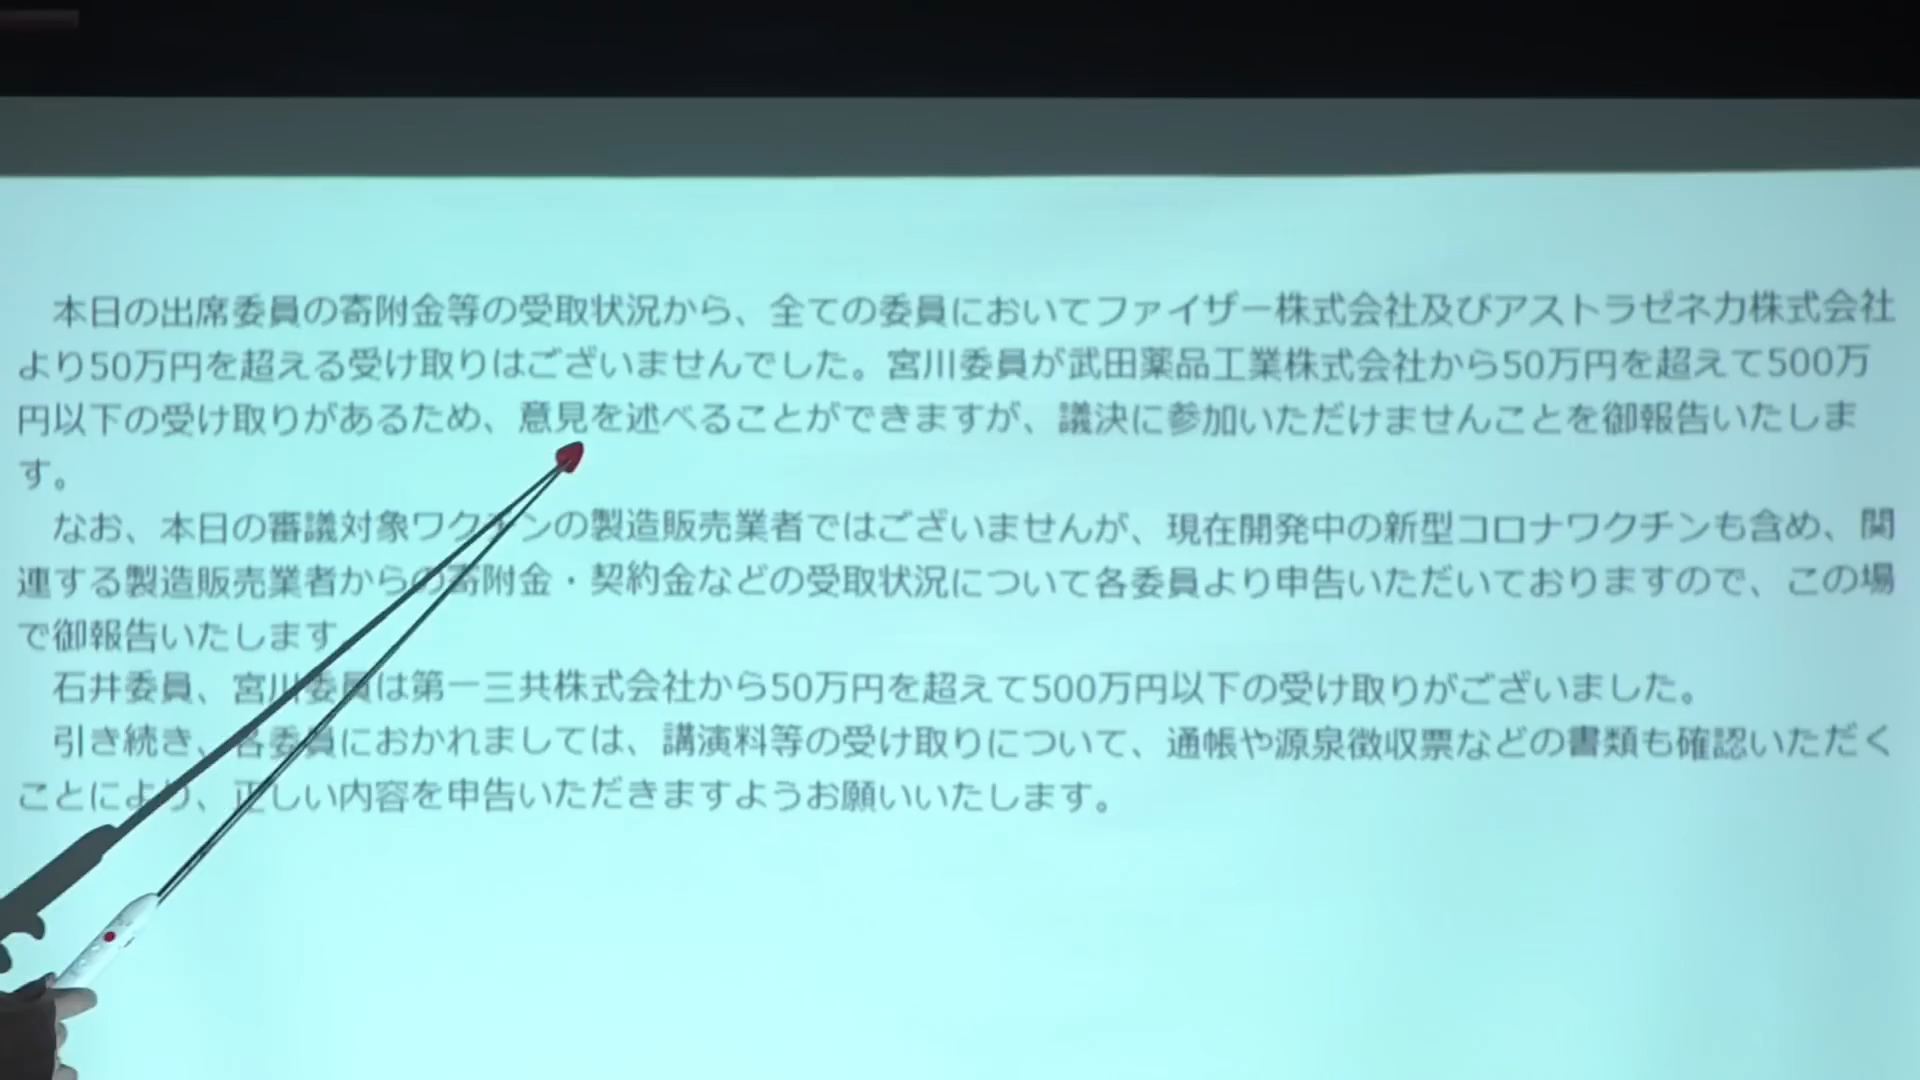 本日の出席委員の寄附金等の受取状況から、全ての委員においてファイザー株式会社及びアストラゼネカ株式会社
より50万円を超える受け取りはございませんでした。宮川委員が武田薬品工業株式会社から50万円を超えて500万
円以下の受け取りがあるため、意見を述べることができますが、議決に参加いただけませんことを御報告いたしま
す。
なお、本日の審議対象ワクチンの製造販売業者ではございませんが、現在開発中の新型コロナワクチンも含め、関
連する製造販売業者からの寄附金・契約金などの受取状況について各委員より申告いただいておりますので、この場
で御報告いたします。
石井委員、宮川委員は第一三共株式会社から50万円を超えて500万円以下の受け取りがございました。
引き続き、各委員におかれましては、講演料等の受け取りについて、通帳や源泉徴収票などの書類も確認いただく
ことにより、正しい内容を申告いただきますようお願いいたします。